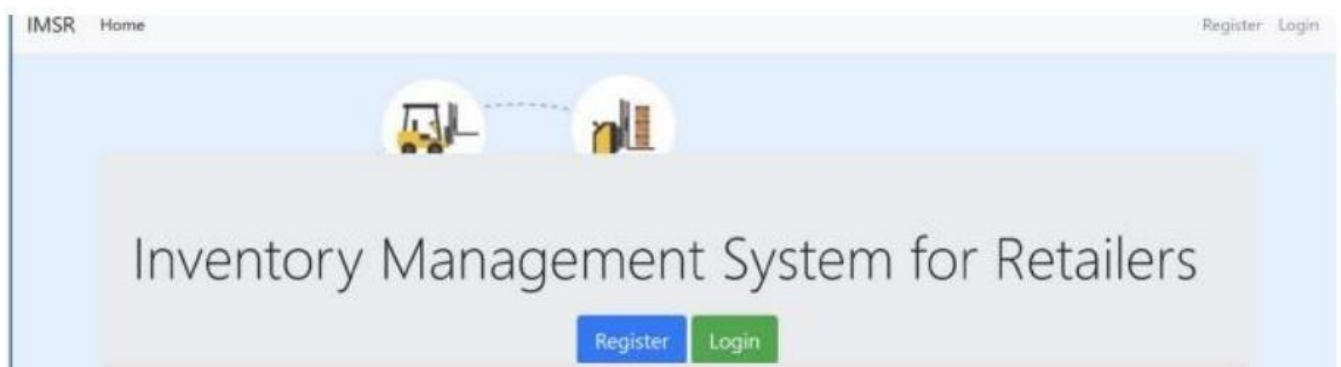 IMSR Home Register Login
Inventory Management System for Retailers
Register Login